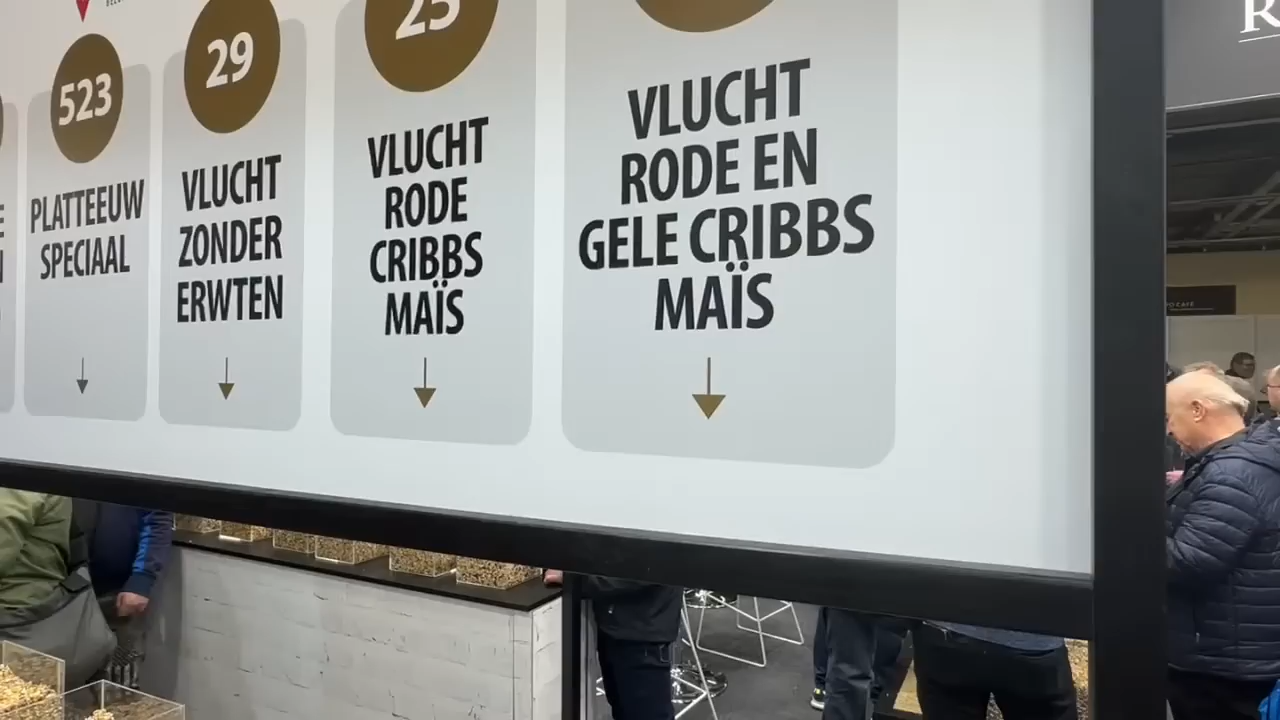 523
PLATTEEUW
SPECIAAL
29
VLUCHT
ZONDER
ERWTEN
25
VLUCHT
RODE
CRIBBS
MAÏS
VLUCHT
RODE EN
GELE CRIBBS
MAÏS
R